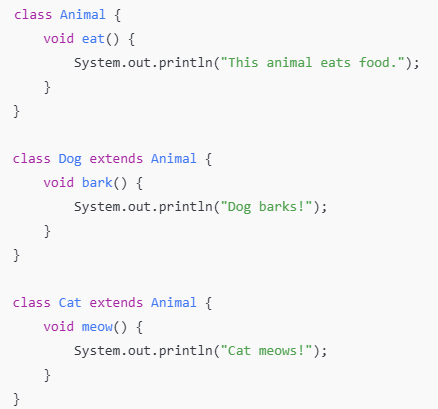 class Animal {
    void eat() {
        System.out.println("This animal eats food.");
    }
}

class Dog extends Animal {
    void bark() {
        System.out.println("Dog barks!");
    }
}

class Cat extends Animal {
    void meow() {
        System.out.println("Cat meows!");
    }
}